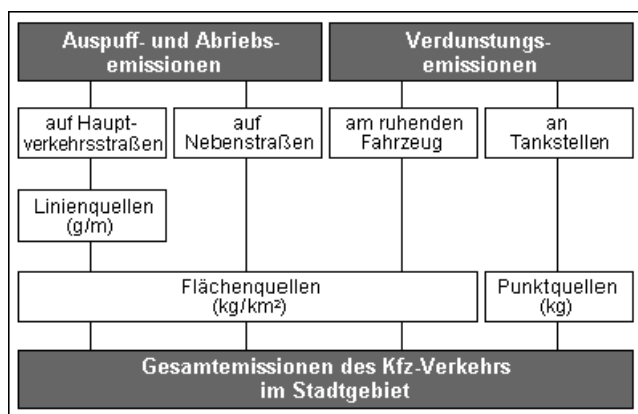 Auspuff- und Abriebs-
emissionen
Verdunstungs-
emissionen
auf Haupt-
verkehrsstraßen
auf
Nebenstraßen
am ruhenden
Fahrzeug
an
Tankstellen
Linienquellen
(g/m)
Flächenquellen
(kg/km²)
Punktquellen
(kg)
Gesamtemissionen des Kfz-Verkehrs
im Stadtgebiet